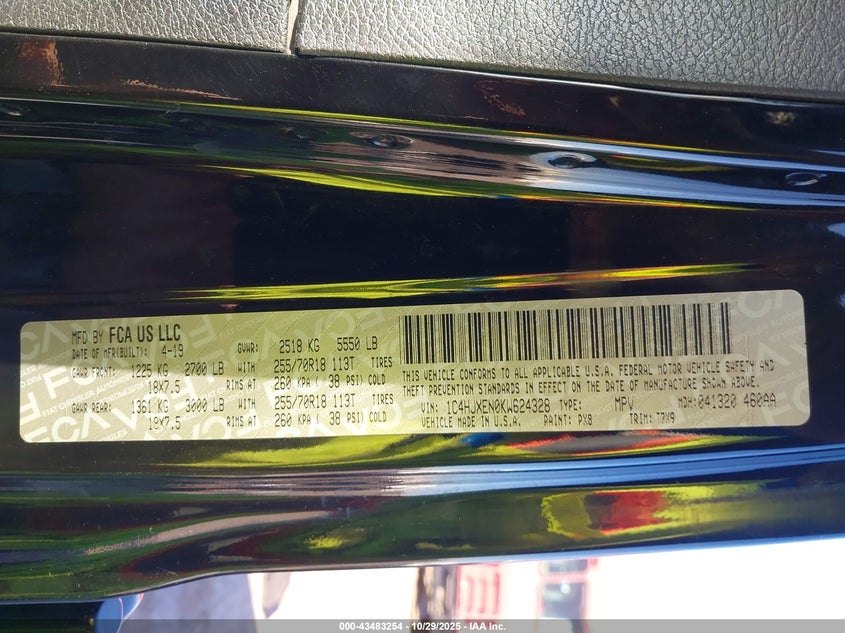 MFD BY FCA US LLC
DATE OF MFR(BUILT): 4-19 GVWR: 2518 KG 5550 LB
GAWR FRONT: 1225 KG 2700 LB WITH 255/70R18 113T TIRES
18X7.5 RIMS AT 260 KPA ( 38 PSI) COLD
GAWR REAR: 1361 KG 3000 LB WITH 255/70R18 113T TIRES
18X7.5 RIMS AT 260 KPA ( 38 PSI) COLD
THIS VEHICLE CONFORMS TO ALL APPLICABLE U.S.A. FEDERAL MOTOR VEHICLE SAFETY AND
THEFT PREVENTION STANDARDS IN EFFECT ON THE DATE OF MANUFACTURE SHOWN ABOVE.
VIN: 1C4HJXEN0KW624328 TYPE: MPV MDH: 041320 460AA
VEHICLE MADE IN U.S.A. PAINT: PX8 TRIM: T7X9
000-43483254 | 10/29/2025 - IAA Inc.